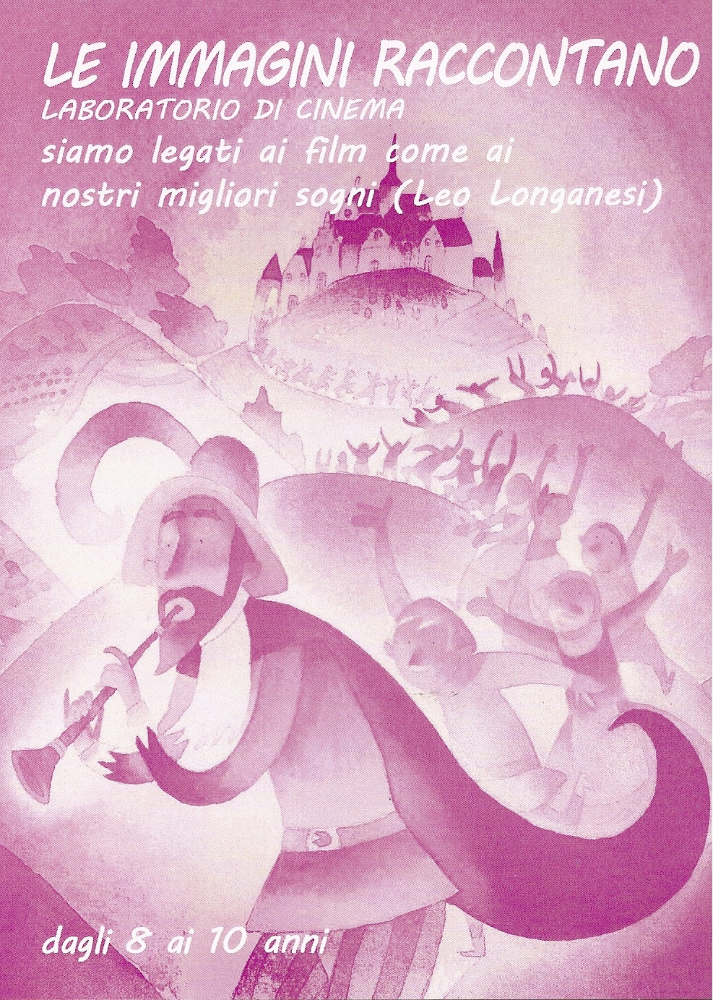 LE IMMAGINI RACCONTANO
LABORATORIO DI CINEMA
siamo legati ai film come ai
nostri migliori sogni (Leo Longanesi)
dagli 8 ai 10 anni